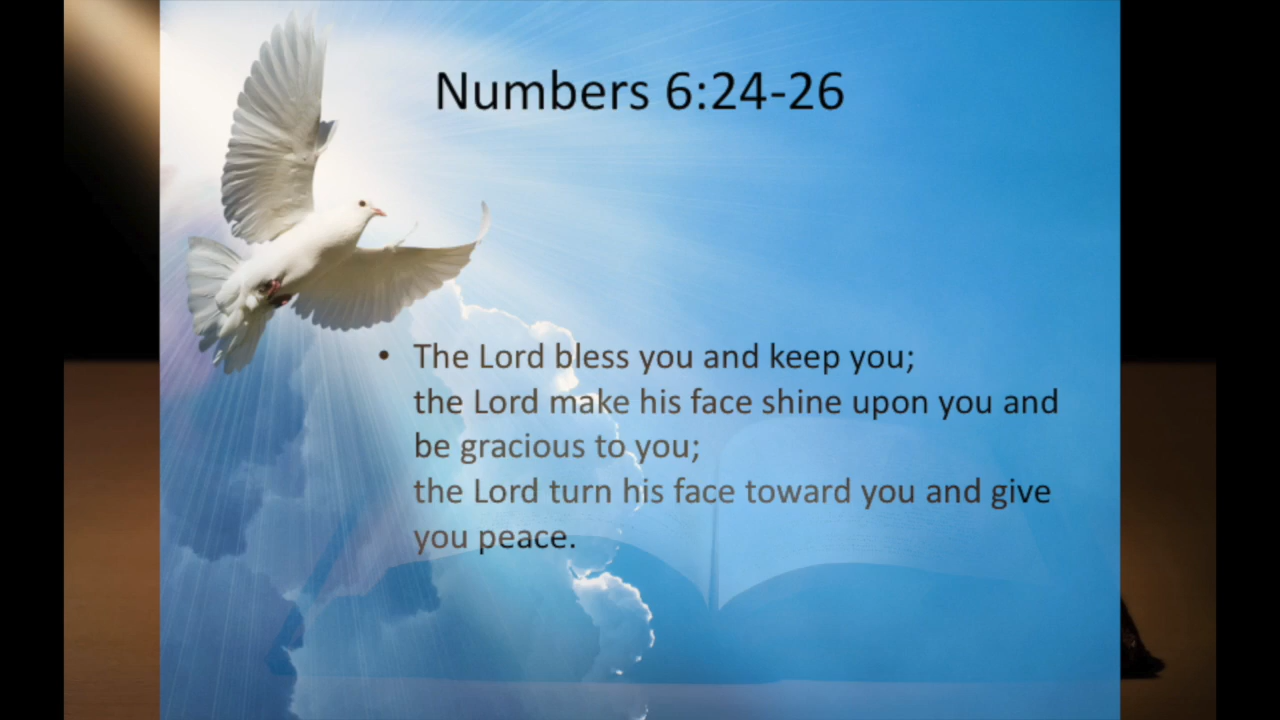 Numbers 6:24-26
• The Lord bless you and keep you;
the Lord make his face shine upon you and
be gracious to you;
the Lord turn his face toward you and give
you peace.